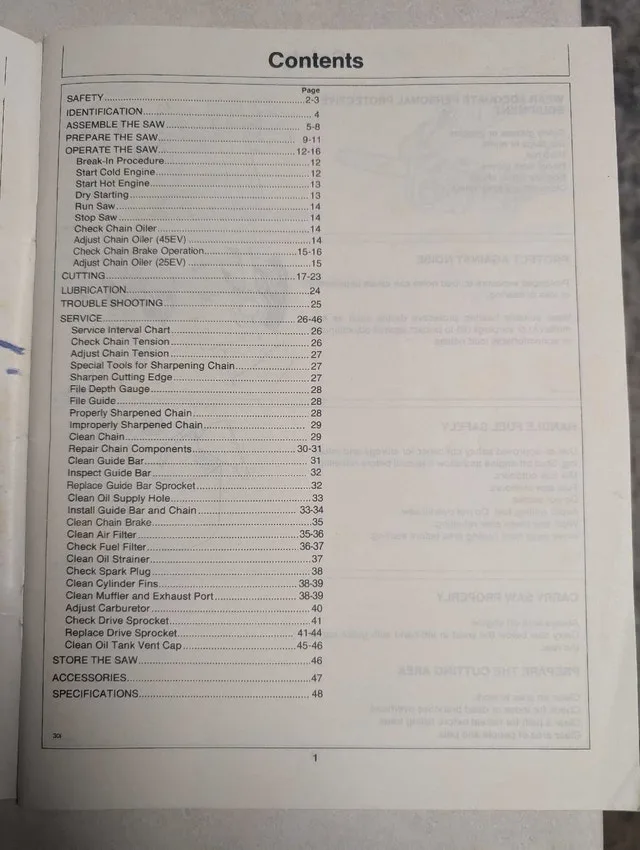 Contents
Page
SAFETY........2-3
IDENTIFICATION........4
ASSEMBLE THE SAW........5-8
PREPARE THE SAW........9-11
OPERATE THE SAW........12-16
Break-In Procedure........12
Start Cold Engine........12
Start Hot Engine........13
Dry Starting........13
Run Saw........14
Stop Saw........14
Check Chain Oiler........14
Adjust Chain Oiler (45EV)........14
Check Chain Brake Operation........15-16
Adjust Chain Oiler (25EV)........15
CUTTING........17-23
LUBRICATION........24
TROUBLE SHOOTING........25
SERVICE........26-46
Service Interval Chart........26
Check Chain Tension........26
Adjust Chain Tension........27
Special Tools for Sharpening Chain........27
Sharpen Cutting Edge........27
File Depth Gauge........28
File Guide........28
Properly Sharpened Chain........28
Improperly Sharpened Chain........29
Clean Chain........29
Repair Chain Components........30-31
Clean Guide Bar........31
Inspect Guide Bar........32
Replace Guide Bar Sprocket........32
Clean Oil Supply Hole........33
Install Guide Bar and Chain........33-34
Clean Chain Brake........35
Clean Air Filter........35-36
Check Fuel Filter........36-37
Clean Oil Strainer........37
Check Spark Plug........38
Clean Cylinder Fins........38-39
Clean Muffler and Exhaust Port........38-39
Adjust Carburetor........40
Check Drive Sprocket........41
Replace Drive Sprocket........41-44
Clean Oil Tank Vent Cap........45-46
STORE THE SAW........46
ACCESSORIES........47
SPECIFICATIONS........48
1